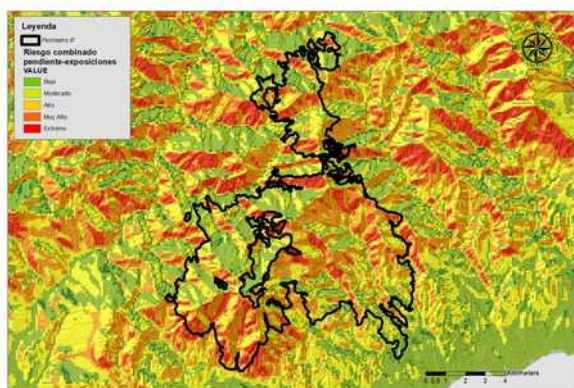 Leyenda
Perímetro IF
Riesgo combinado
pendiente-exposiciones
VALUE
Bajo
Moderado
Alto
Muy Alto
Extremo
Kilometers